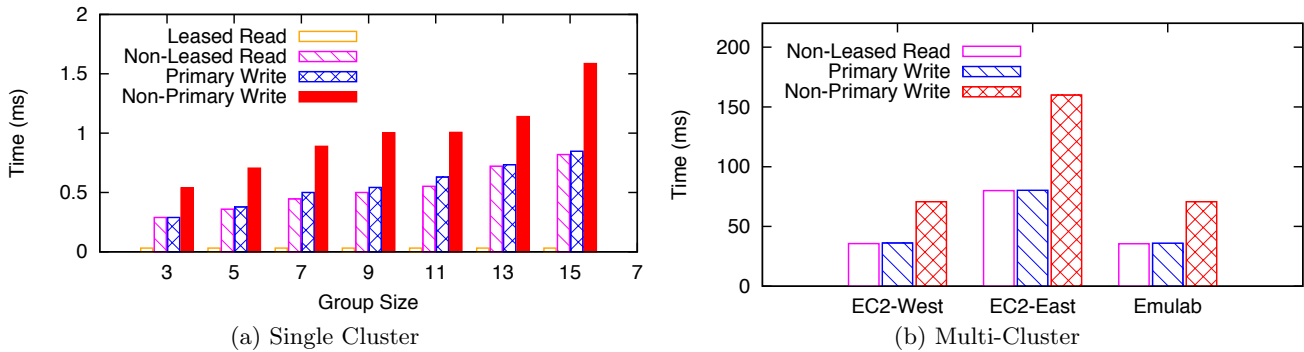 2
1.5
1
0.5
0
Time (ms)
Leased Read
Non-Leased Read
Primary Write
Non-Primary Write
3 5 7 9 11 13 15 7
Group Size
(a) Single Cluster
200
150
100
50
0
Time (ms)
Non-Leased Read
Primary Write
Non-Primary Write
EC2-West EC2-East Emulab
(b) Multi-Cluster